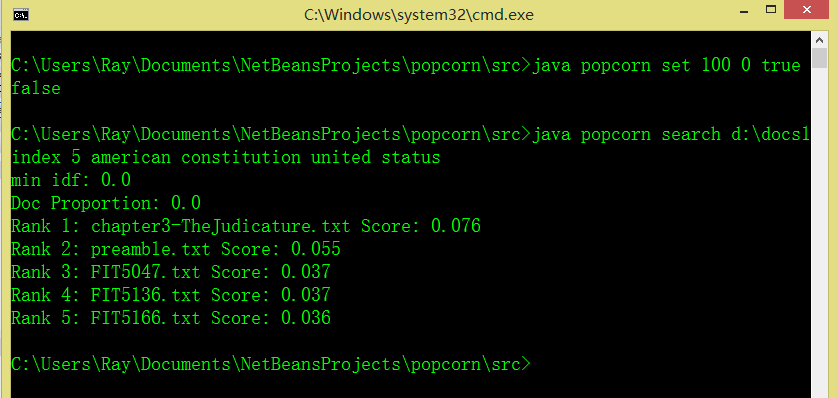 C:\Windows\system32\cmd.exe
C:\Users\Ray\Documents\NetBeansProjects\popcorn\src>java popcorn set 100 0 true
false
C:\Users\Ray\Documents\NetBeansProjects\popcorn\src>java popcorn search d:\docs1
index 5 american constitution united status
min idf: 0.0
Doc Proportion: 0.0
Rank 1: chapter3-TheJudicature.txt Score: 0.076
Rank 2: preamble.txt Score: 0.055
Rank 3: FIT5047.txt Score: 0.037
Rank 4: FIT5136.txt Score: 0.037
Rank 5: FIT5166.txt Score: 0.036
C:\Users\Ray\Documents\NetBeansProjects\popcorn\src>